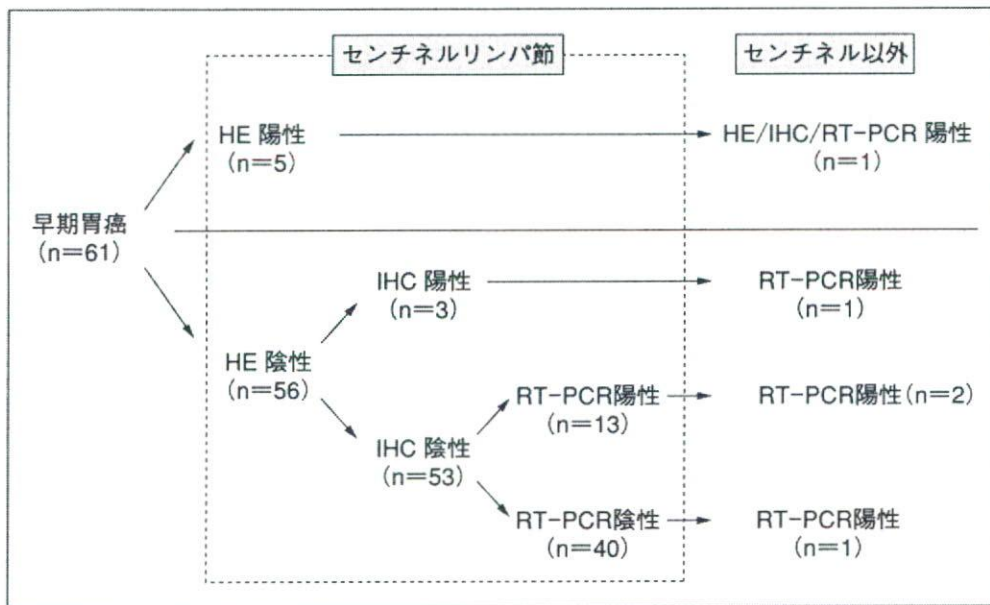 センチネルリンパ節
センチネル以外
HE 陽性
(n=5)
HE/IHC/RT-PCR 陽性
(n=1)
早期胃癌
(n=61)
IHC 陽性
(n=3)
RT-PCR陽性
(n=1)
HE 陰性
(n=56)
RT-PCR陽性
(n=13)
RT-PCR陽性(n=2)
IHC 陰性
(n=53)
RT-PCR陰性
(n=40)
RT-PCR陽性
(n=1)